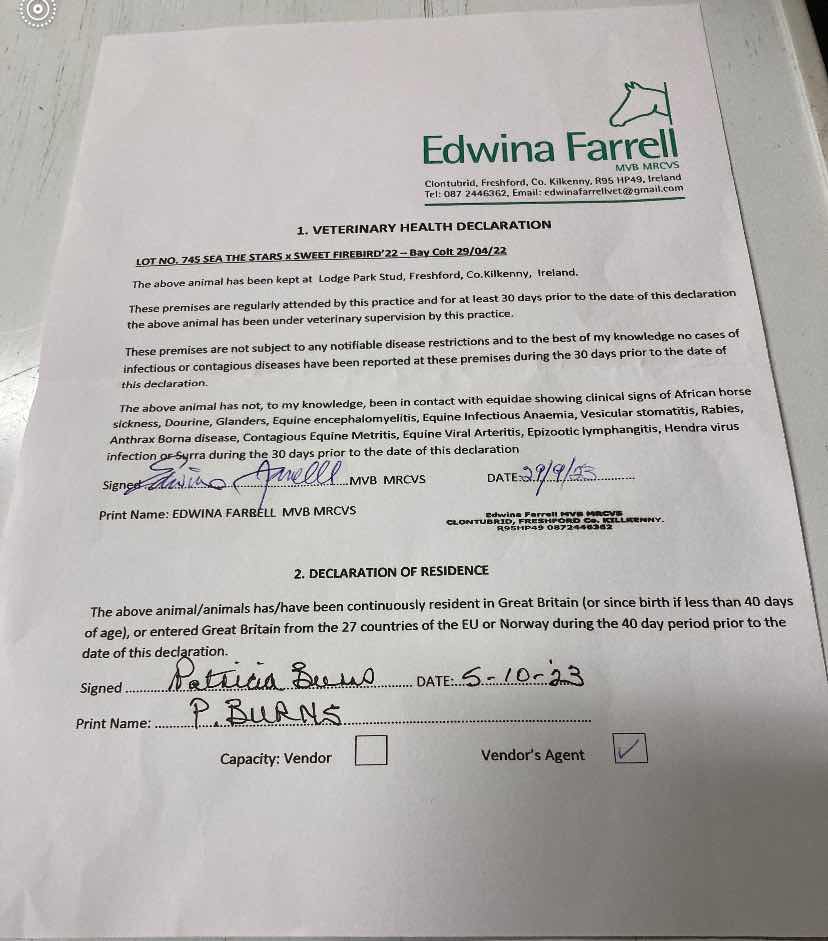 Edwina Farrell
MVB MRCVS
Clontubrid, Freshford, Co. Kilkenny, R95 HP49, Ireland
Tel: 087 2446362, Email: edwinafarrellvet@gmail.com
1. VETERINARY HEALTH DECLARATION
LOT NO. 745 SEA THE STARS x SWEET FIREBIRD'22 – Bay Colt 29/04/22
The above animal has been kept at Lodge Park Stud, Freshford, Co.Kilkenny, Ireland.
These premises are regularly attended by this practice and for at least 30 days prior to the date of this declaration
the above animal has been under veterinary supervision by this practice.
These premises are not subject to any notifiable disease restrictions and to the best of my knowledge no cases of
infectious or contagious diseases have been reported at these premises during the 30 days prior to the date of
this declaration.
The above animal has not, to my knowledge, been in contact with equidae showing clinical signs of African horse
sickness, Dourine, Glanders, Equine encephalomyelitis, Equine Infectious Anaemia, Vesicular stomatitis, Rabies,
Anthrax Borna disease, Contagious Equine Metritis, Equine Viral Arteritis, Epizootic lymphangitis, Hendra virus
infection or Syrra during the 30 days prior to the date of this declaration
Signed Edwina Farrell MVB MRCVS DATE: 29/9/23
Print Name: EDWINA FARRELL MVB MRCVS
Edwina Farrell MVB MRCVS
CLONTUBRID, FRESHFORD Co. KILLKENNY.
R95HP49 0872446362
2. DECLARATION OF RESIDENCE
The above animal/animals has/have been continuously resident in Great Britain (or since birth if less than 40 days
of age), or entered Great Britain from the 27 countries of the EU or Norway during the 40 day period prior to the
date of this declaration.
Signed Patricia Burns DATE: 5-10-'23
Print Name: P. BURNS
Capacity: Vendor Vendor's Agent ✓